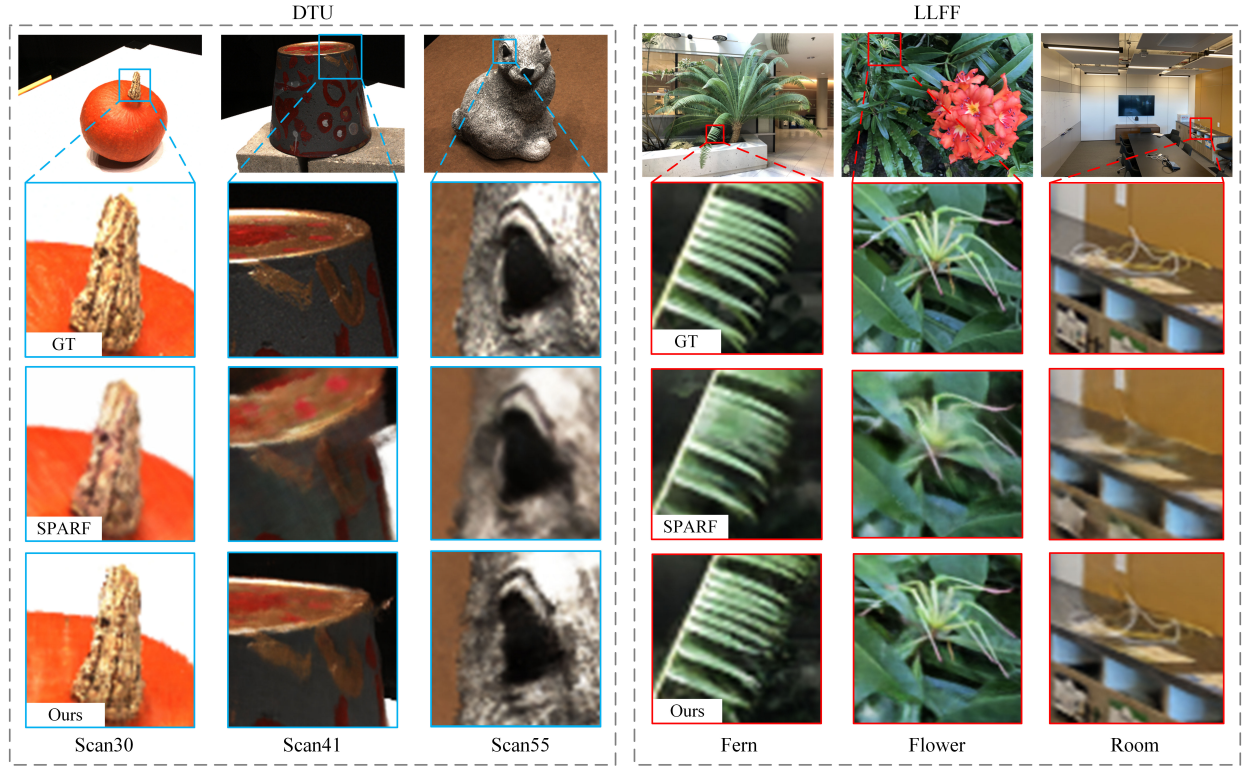 DTU
LLFF
GT
GT
SPARF
SPARF
Ours
Ours
Scan30
Scan41
Scan55
Fern
Flower
Room